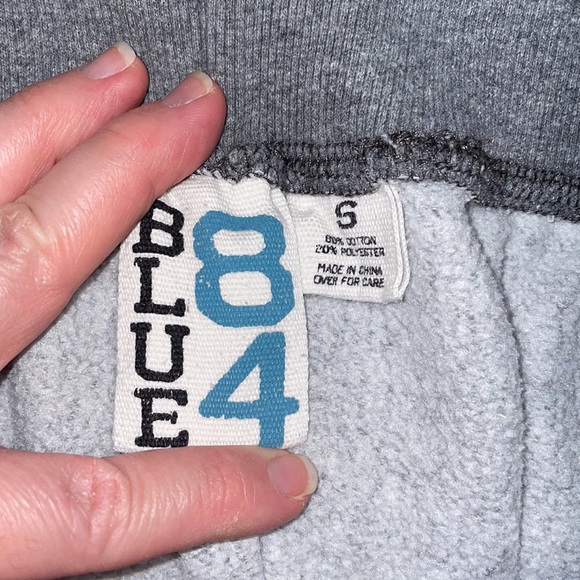 BLUE
84
S
80% COTTON
20% POLYESTER
MADE IN CHINA
OVER FOR CARE